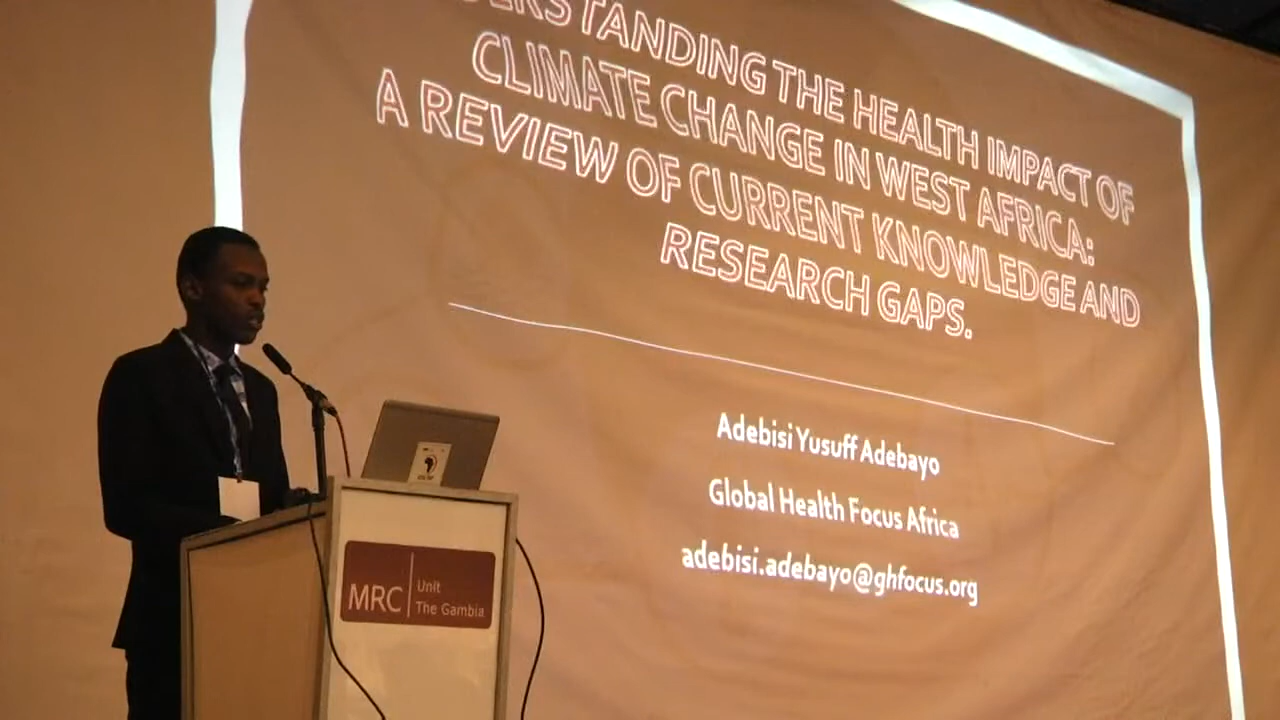 DERSTANDING THE HEALTH IMPACT OF
CLIMATE CHANGE IN WEST AFRICA:
A REVIEW OF CURRENT KNOWLEDGE AND
RESEARCH GAPS.
Adebisi Yusuff Adebayo
Global Health Focus Africa
adebisi.adebayo@ghfocus.org
MRC
Unit
The Gambia